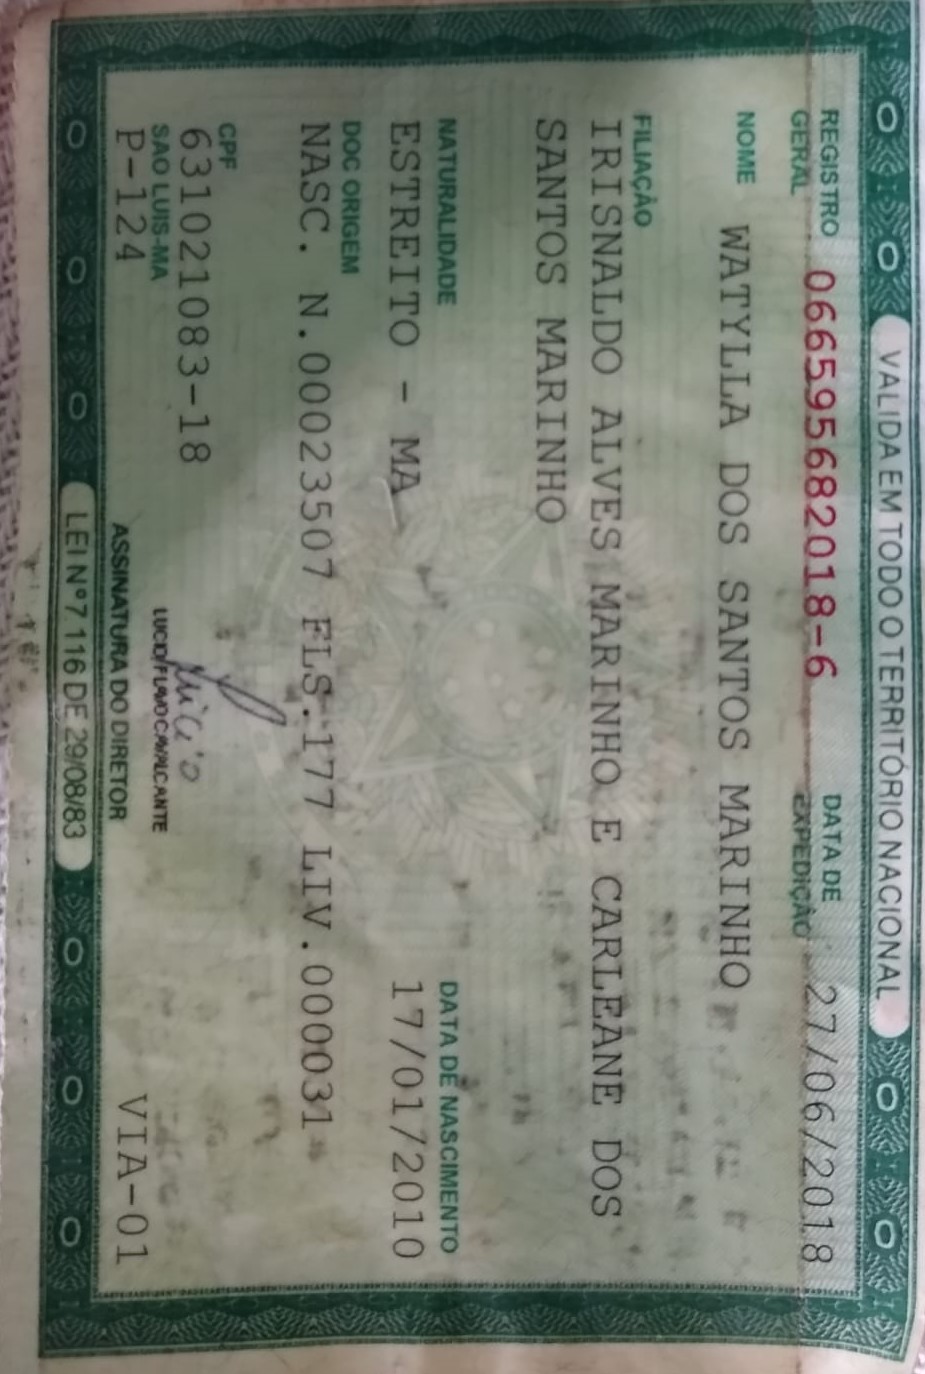 VALIDA EM TODO O TERRITÓRIO NACIONAL
REGISTRO GERAL 066595682018-6 DATA DE EXPEDIÇÃO 27/06/2018
NOME WATYLLA DOS SANTOS MARINHO
FILIAÇÃO
IRISNALDO ALVES MARINHO E CARLEANE DOS
SANTOS MARINHO
NATURALIDADE DATA DE NASCIMENTO
ESTREITO - MA 17/01/2010
DOC ORIGEM
NASC. N.00023507 FLS.177 LIV.000031
CPF
631021083-18
SAO LUIS-MA
P-124 VIA-01
LUCIO FLAVO CAVALCANTE
ASSINATURA DO DIRETOR
LEI Nº 7.116 DE 29/08/83